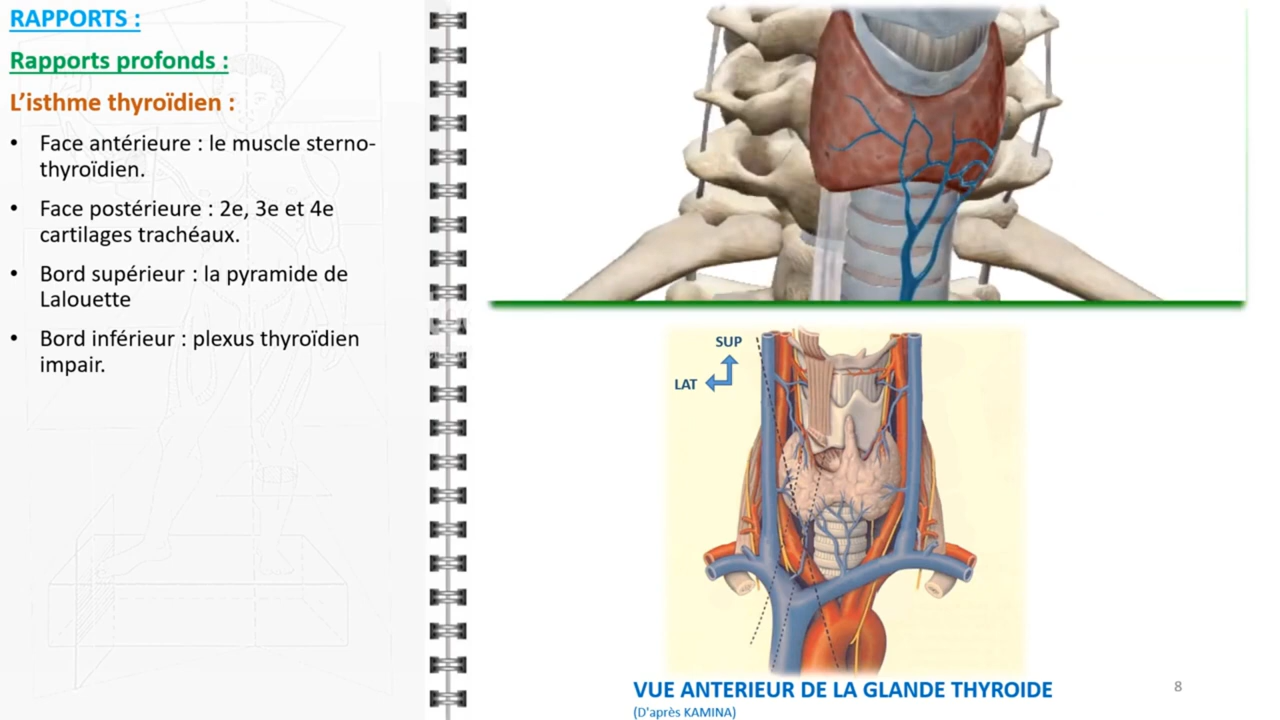 RAPPORTS :
Rapports profonds :
L’isthme thyroïdien :
• Face antérieure : le muscle sterno-
thyroïdien.
• Face postérieure : 2e, 3e et 4e
cartilages trachéaux.
• Bord supérieur : la pyramide de
Lalouette
• Bord inférieur : plexus thyroïdien
impair.
SUP
LAT
VUE ANTERIEUR DE LA GLANDE THYROIDE
(D'après KAMINA)
8